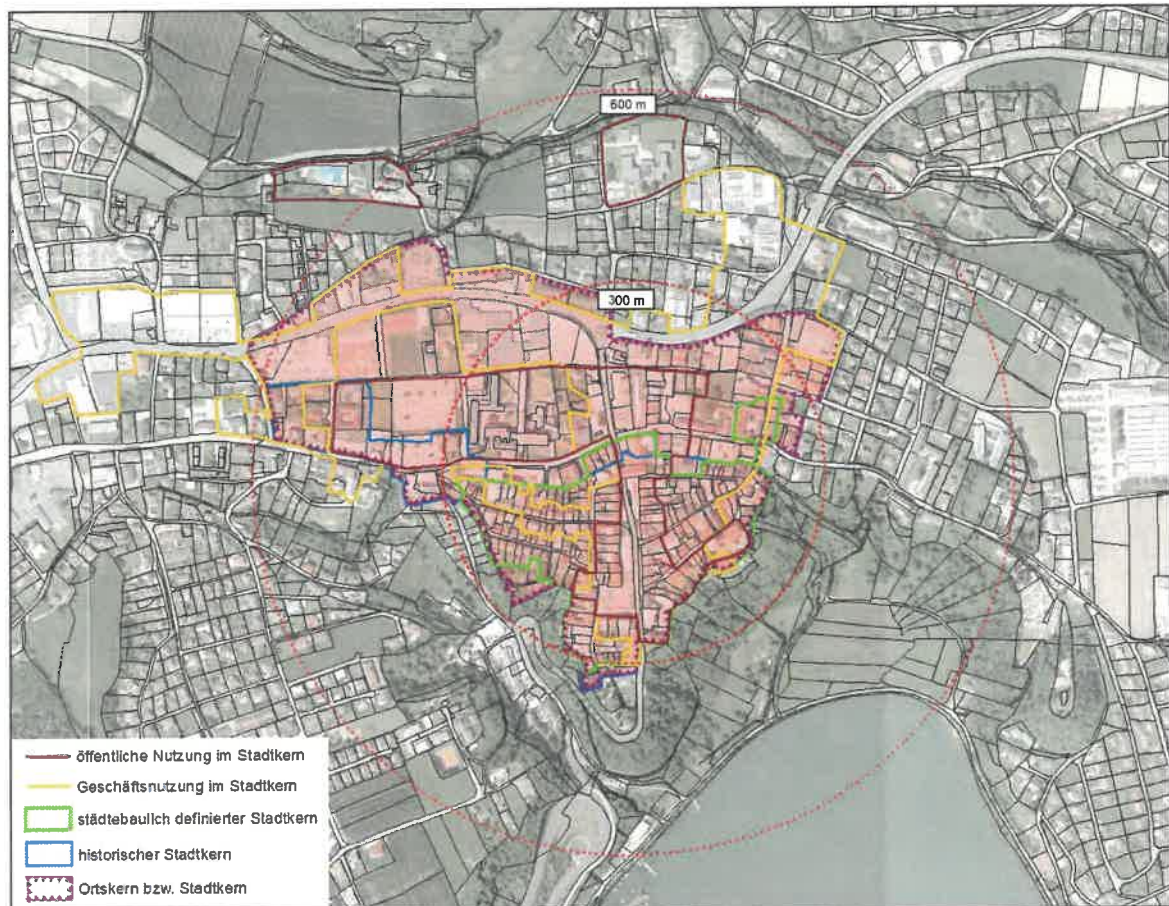 600 m
300 m
öffentliche Nutzung im Stadtkern
Geschäftsnutzung im Stadtkern
städtebaulich definierter Stadtkern
historischer Stadtkern
Ortskern bzw. Stadtkern